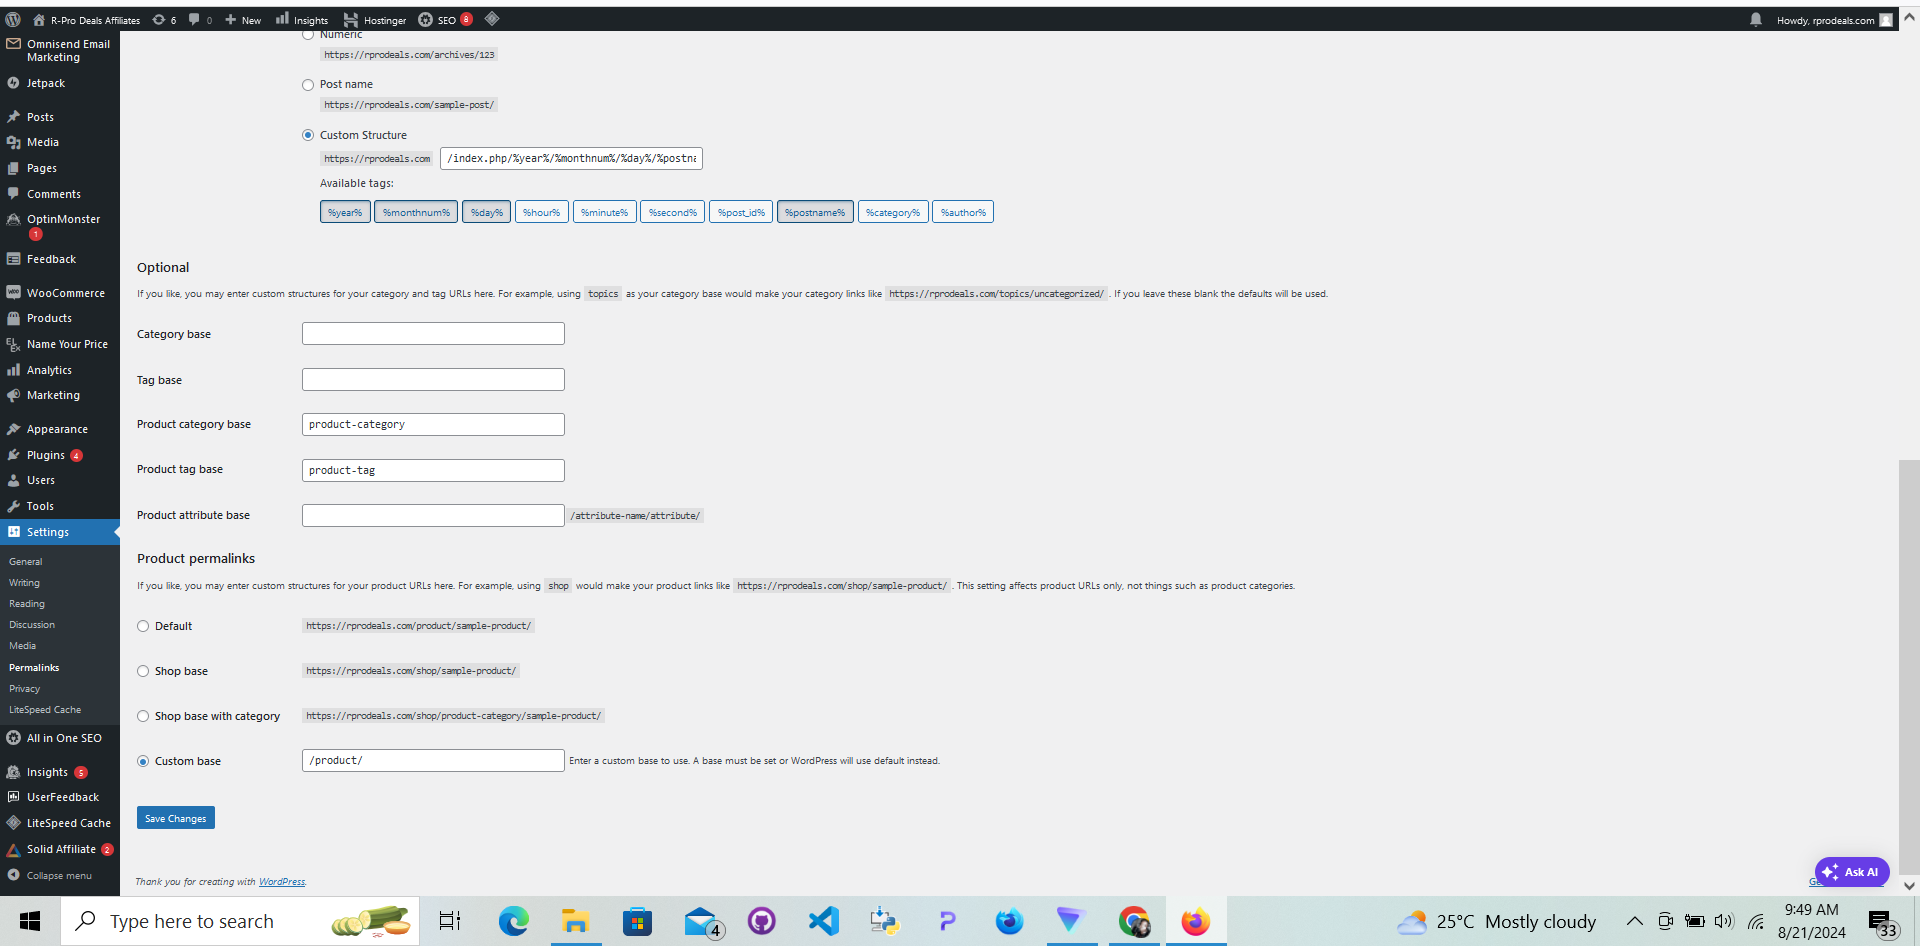 R-Pro Deals Affiliates 6 0 New Insights Hostinger SEO 8 Howdy, rprodeals.com
Omnisend Email
Marketing
Jetpack
Posts
Media
Pages
Comments
OptinMonster
1
Feedback
WooCommerce
Products
Name Your Price
Analytics
Marketing
Appearance
Plugins 4
Users
Tools
Settings
General
Writing
Reading
Discussion
Media
Permalinks
Privacy
LiteSpeed Cache
All in One SEO
Insights 5
UserFeedback
LiteSpeed Cache
Solid Affiliate 2
Collapse menu
Numeric
https://rprodeals.com/archives/123
Post name
https://rprodeals.com/sample-post/
Custom Structure
https://rprodeals.com /index.php/%year%/%monthnum%/%day%/%postna
Available tags:
%year% %monthnum% %day% %hour% %minute% %second% %post_id% %postname% %category% %author%
Optional
If you like, you may enter custom structures for your category and tag URLs here. For example, using topics as your category base would make your category links like https://rprodeals.com/topics/uncategorized/ . If you leave these blank the defaults will be used.
Category base
Tag base
Product category base product-category
Product tag base product-tag
Product attribute base /attribute-name/attribute/
Product permalinks
If you like, you may enter custom structures for your product URLs here. For example, using shop would make your product links like https://rprodeals.com/shop/sample-product/ . This setting affects product URLs only, not things such as product categories.
Default https://rprodeals.com/product/sample-product/
Shop base https://rprodeals.com/shop/sample-product/
Shop base with category https://rprodeals.com/shop/product-category/sample-product/
Custom base /product/ Enter a custom base to use. A base must be set or WordPress will use default instead.
Save Changes
Thank you for creating with WordPress.
Ask AI
Type here to search
4
25°C Mostly cloudy
9:49 AM
8/21/2024
33